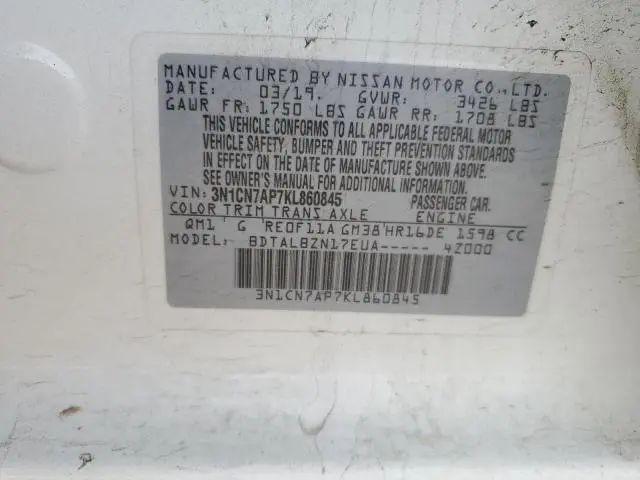 MANUFACTURED BY NISSAN MOTOR CO., LTD.
DATE: 03/19. GVWR: 3426 LBS
GAWR FR: 1750 LBS GAWR RR: 1708 LBS
THIS VEHICLE CONFORMS TO ALL APPLICABLE FEDERAL MOTOR
VEHICLE SAFETY, BUMPER AND THEFT PREVENTION STANDARDS
IN EFFECT ON THE DATE OF MANUFACTURE SHOWN ABOVE.
SEE OWNER'S MANUAL FOR ADDITIONAL INFORMATION.
VIN: 3N1CN7AP7KL860845 PASSENGER CAR.
COLOR TRIM TRANS AXLE ENGINE
QM1 G RE0F11A GM38 HR16DE 1598 CC
MODEL: BDTALBZN17EUA----- 42000
3N1CN7AP7KL860845